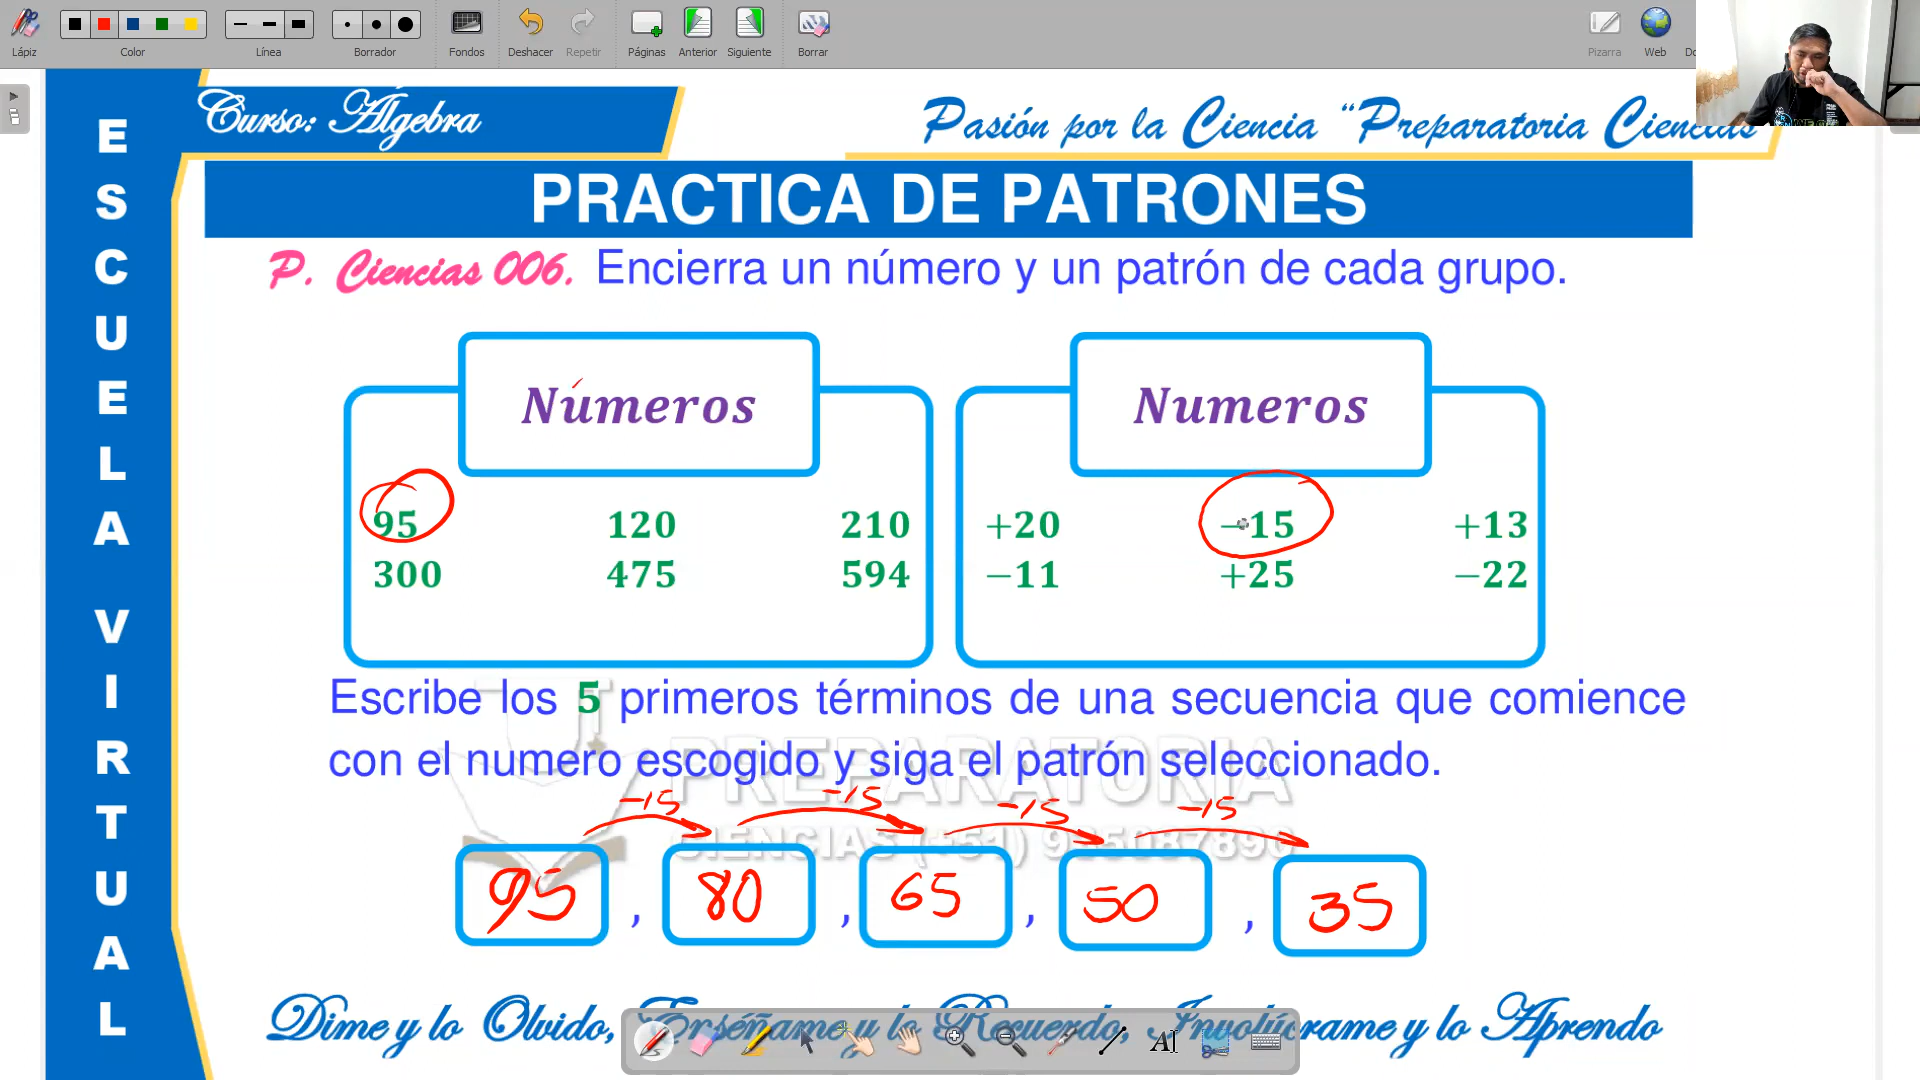 Lápiz Color Línea Borrador Fondos Deshacer Repetir Páginas Anterior Siguiente Borrar Pizarra Web
Curso: Álgebra
Pasión por la Ciencia “Preparatoria Ciencias
ESCUELA VIRTUAL
PRACTICA DE PATRONES
P. Ciencias 006. Encierra un número y un patrón de cada grupo.
Números
Numeros
95 120 210
300 475 594
+20 −15 +13
−11 +25 −22
Escribe los 5 primeros términos de una secuencia que comience
con el numero escogido y siga el patrón seleccionado.
PREPARATORIA
-15 -15 -15 -15
95 , 80 , 65 , 50 , 35
Dime y lo Olvido, Enséñame y lo Recuerdo, Involúcrame y lo Aprendo